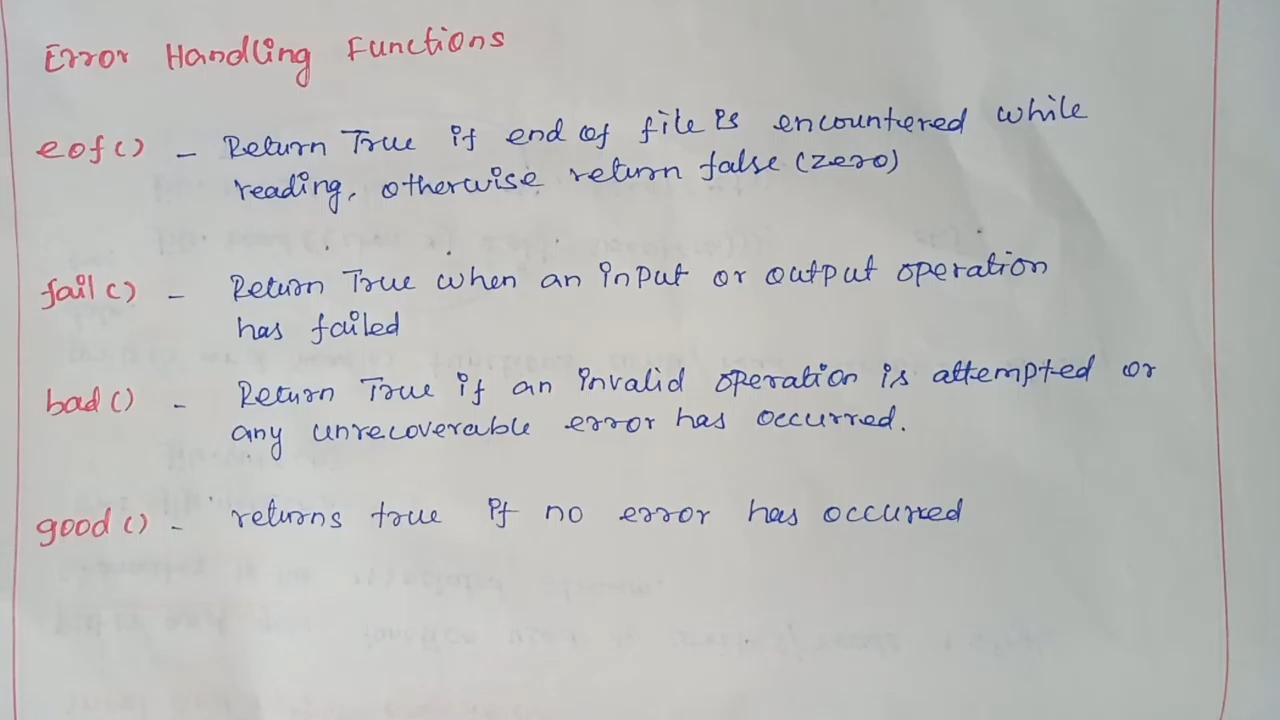 Error Handling Functions
eof() - Return True if end of file is encountered while
reading, otherwise return false (zero)
fail() - Return True when an input or output operation
has failed
bad() - Return True if an invalid operation is attempted or
any unrecoverable error has occurred.
good() - returns true if no error has occurred